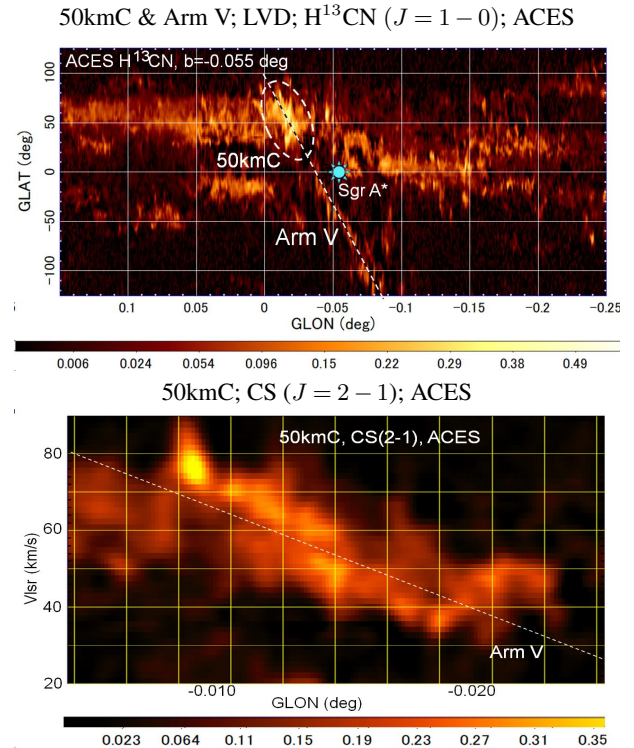 50kmC & Arm V; LVD; H¹³CN (J = 1 − 0); ACES
ACES H¹³CN, b=-0.055 deg
GLAT (deg)
100
50
0
−50
−100
50kmC
Sgr A*
Arm V
0.1 0.05 0 −0.05 −0.1 −0.15 −0.2 −0.25
GLON (deg)
0.006 0.024 0.054 0.096 0.15 0.22 0.29 0.38 0.49
50kmC; CS (J = 2 − 1); ACES
50kmC, CS(2-1), ACES
Vlsr (km/s)
80
60
40
20
Arm V
-0.010 -0.020
GLON (deg)
0.023 0.064 0.11 0.15 0.19 0.23 0.27 0.31 0.35